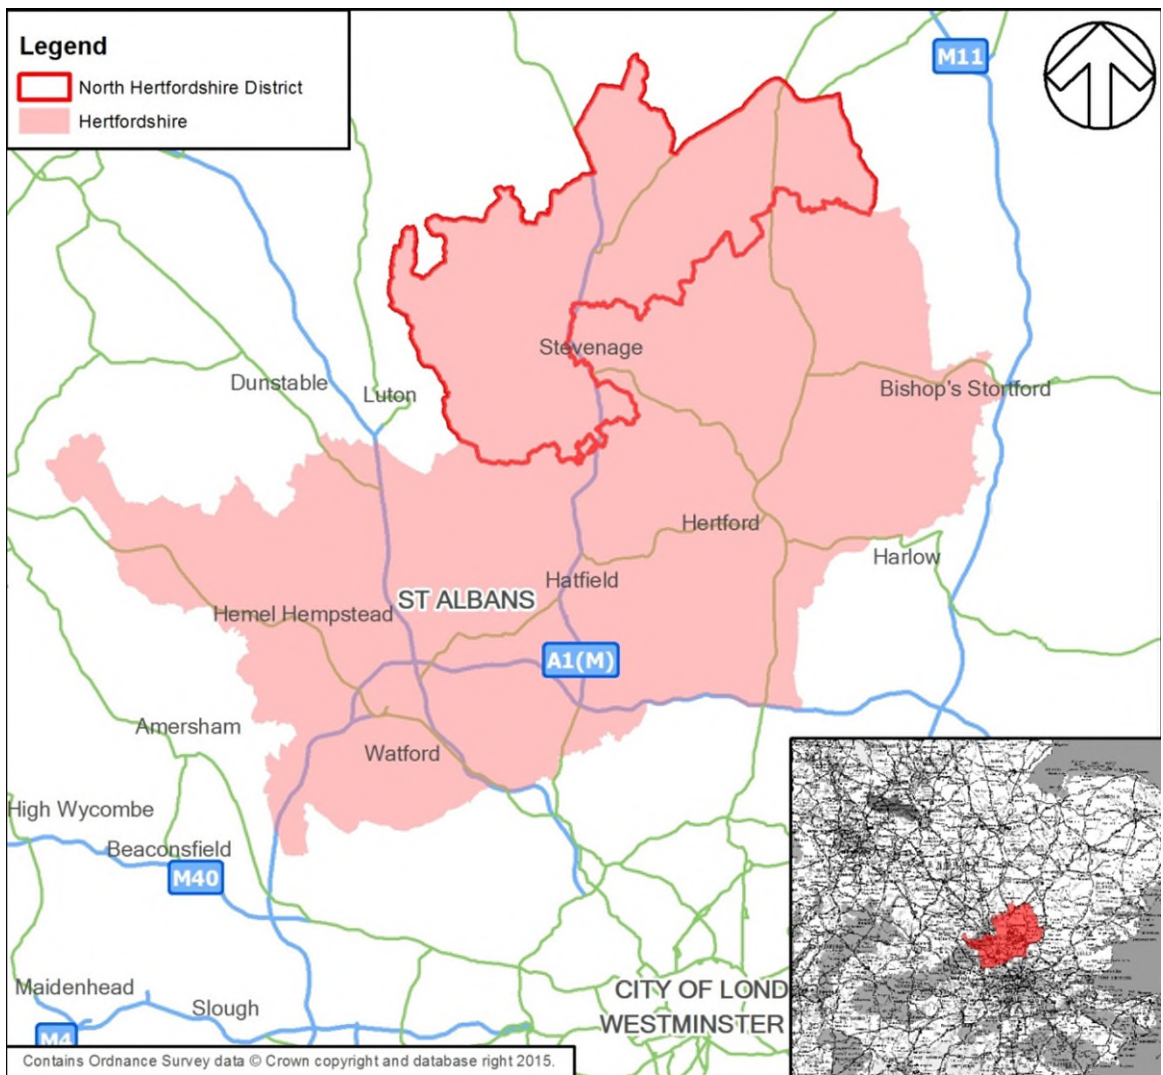 Legend
North Hertfordshire District
Hertfordshire
M11
Stevenage
Dunstable
Luton
Bishop's Stortford
Hertford
Harlow
Hatfield
ST ALBANS
Hemel Hempstead
A1(M)
Amersham
Watford
High Wycombe
Beaconsfield
M40
Maidenhead
CITY OF LOND
Slough
WESTMINSTER
M4
Contains Ordnance Survey data © Crown copyright and database right 2015.